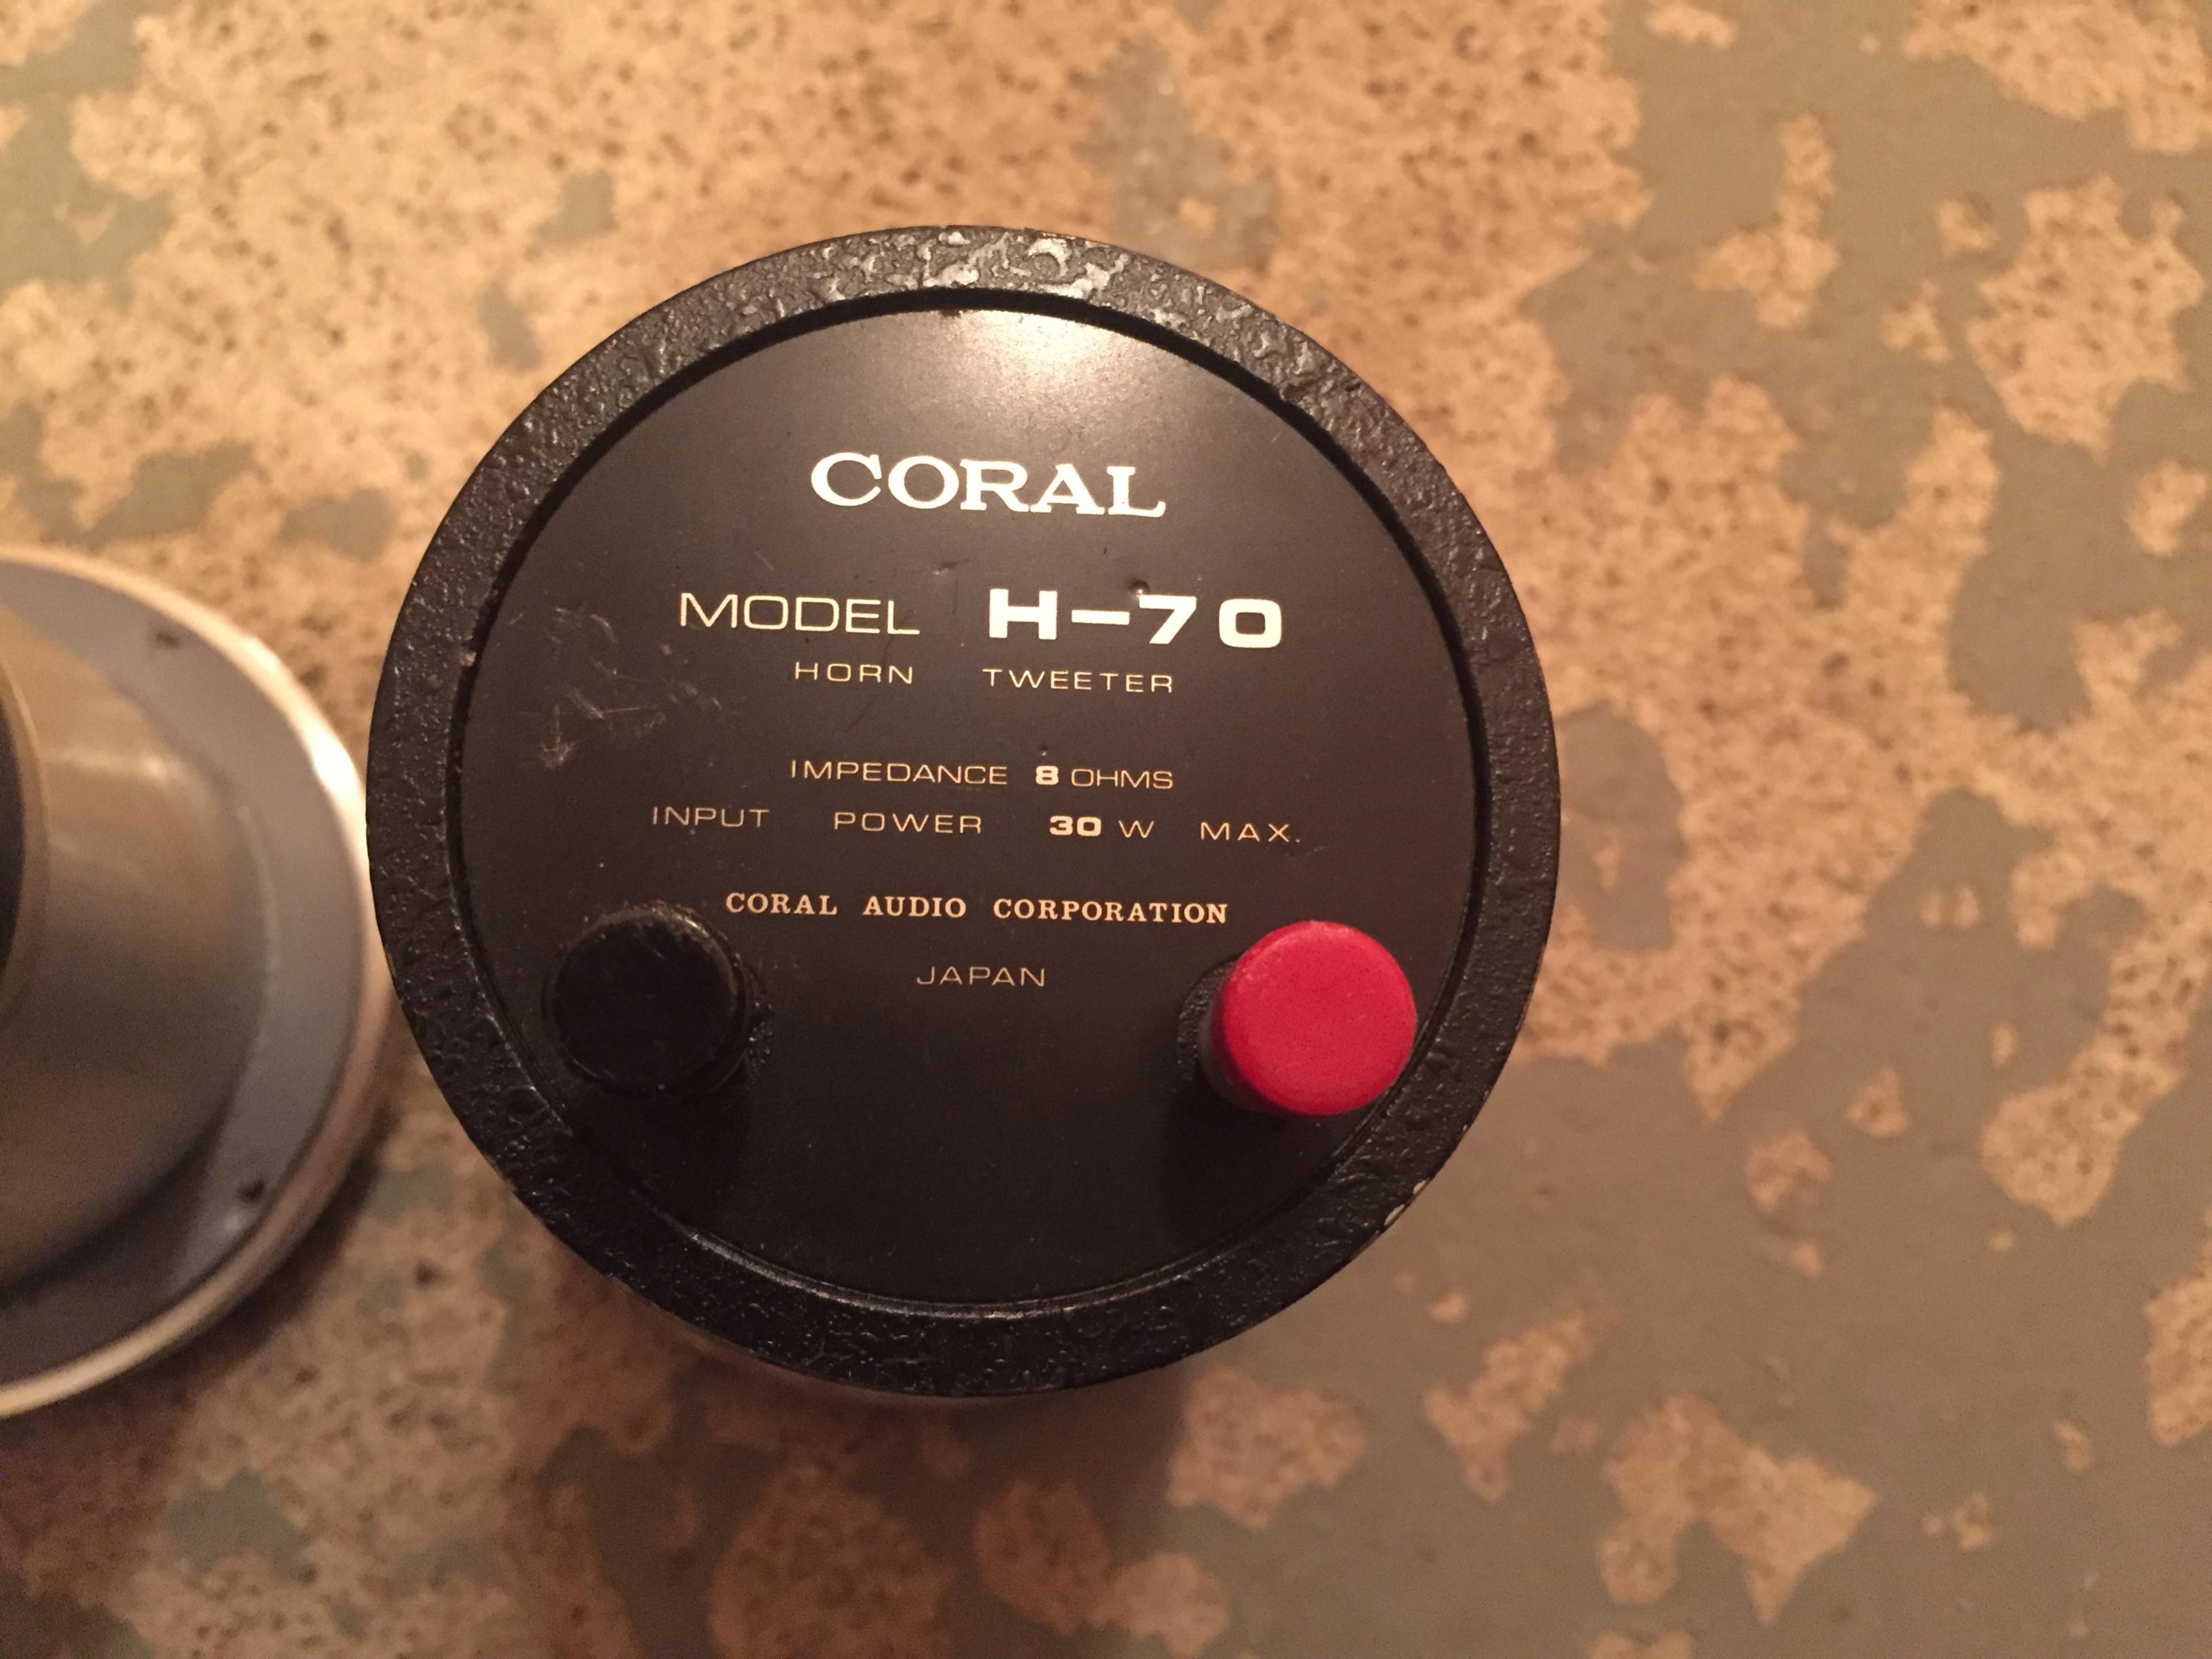 CORAL
MODEL H-70
HORN TWEETER
IMPEDANCE 8 OHMS
INPUT POWER 30 W MAX.
CORAL AUDIO CORPORATION
JAPAN